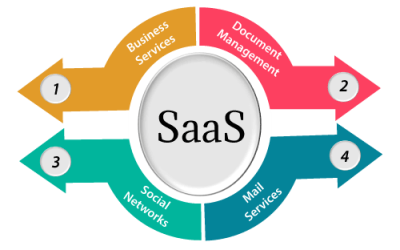 Business
Services
1
Document
Management
2
SaaS
3
Social
Networks
4
Mail
Services